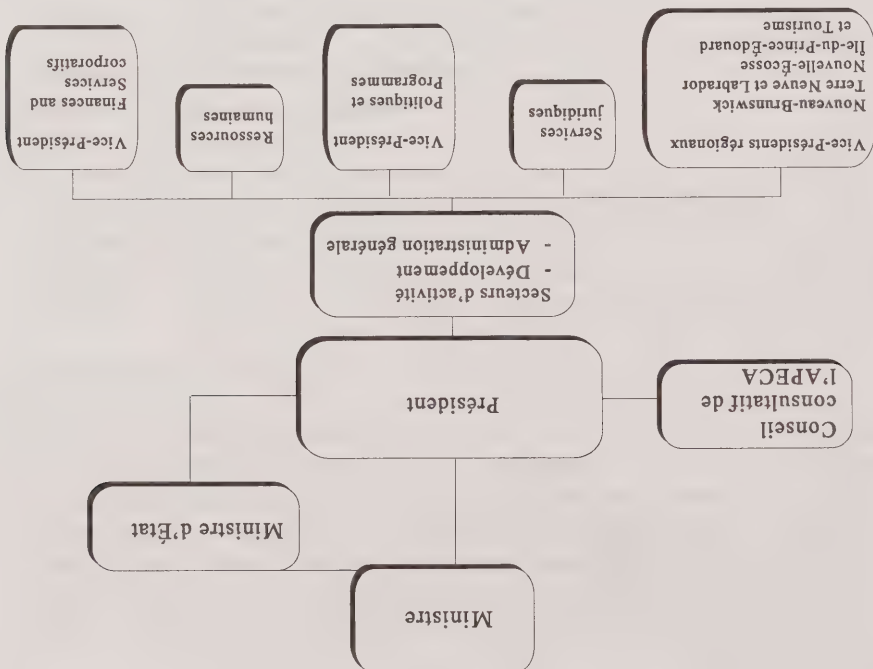 Ministre
Ministre d'État
Conseil
consultatif de
l'APECA
Président
Secteurs d'activité
- Développement
- Administration générale
Vice-Présidents régionaux
Nouveau-Brunswick
Terre Neuve et Labrador
Nouvelle-Écosse
Île-du-Prince-Édouard
et Tourisme
Services
juridiques
Vice-Président
Politiques et
Programmes
Ressources
humaines
Vice-Président
Finances and
Services
corporatifs